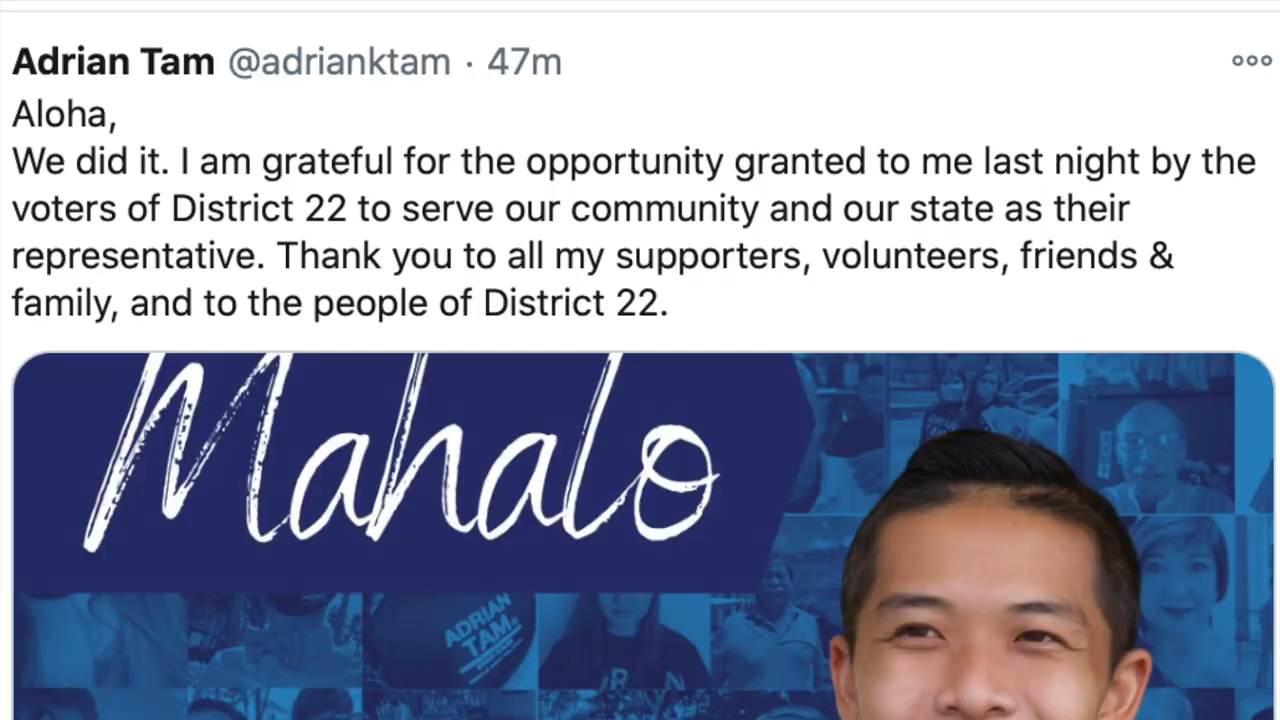 Adrian Tam @adrianktam · 47m
Aloha,
We did it. I am grateful for the opportunity granted to me last night by the
voters of District 22 to serve our community and our state as their
representative. Thank you to all my supporters, volunteers, friends &
family, and to the people of District 22.
Mahalo
ADRIAN
TAM